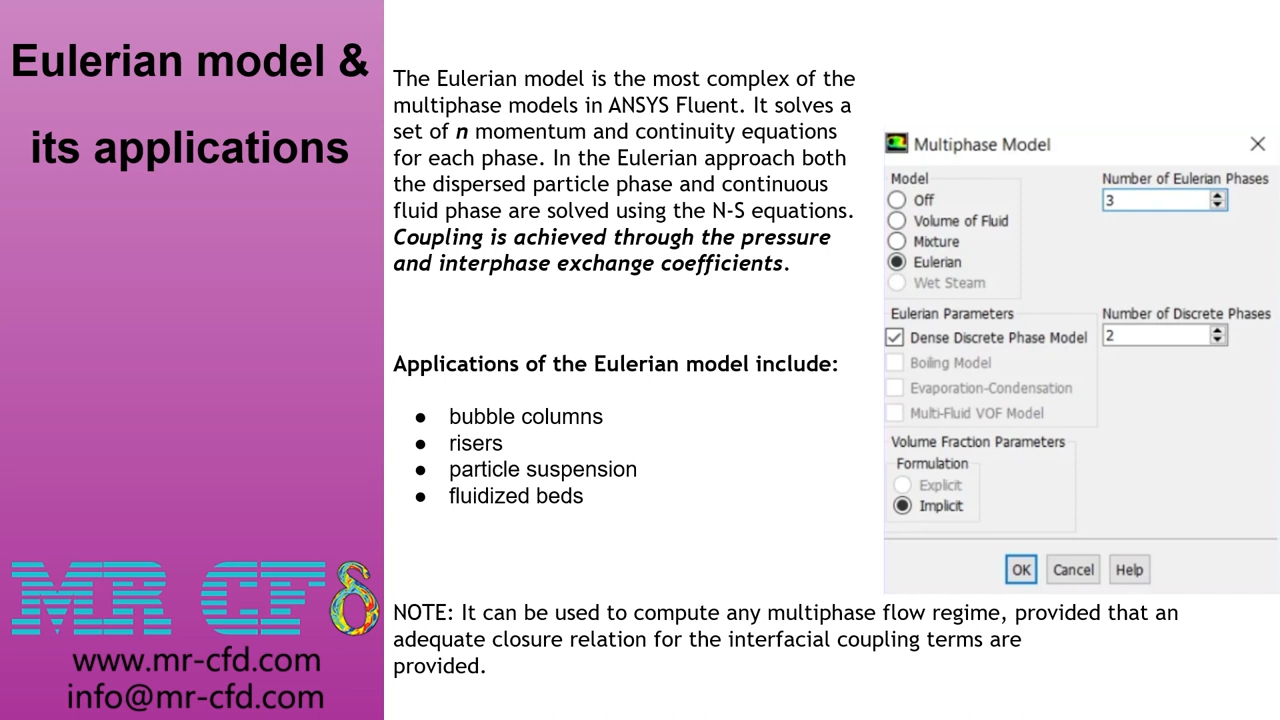 Eulerian model &
its applications
The Eulerian model is the most complex of the
multiphase models in ANSYS Fluent. It solves a
set of n momentum and continuity equations
for each phase. In the Eulerian approach both
the dispersed particle phase and continuous
fluid phase are solved using the N-S equations.
Coupling is achieved through the pressure
and interphase exchange coefficients.
Applications of the Eulerian model include:
● bubble columns
● risers
● particle suspension
● fluidized beds
Multiphase Model
Model
Off
Volume of Fluid
Mixture
Eulerian
Wet Steam
Number of Eulerian Phases
3
Eulerian Parameters
Dense Discrete Phase Model
Boiling Model
Evaporation-Condensation
Multi-Fluid VOF Model
Number of Discrete Phases
2
Volume Fraction Parameters
Formulation
Explicit
Implicit
OK Cancel Help
NOTE: It can be used to compute any multiphase flow regime, provided that an
adequate closure relation for the interfacial coupling terms are
provided.
MR CFδ
www.mr-cfd.com
info@mr-cfd.com